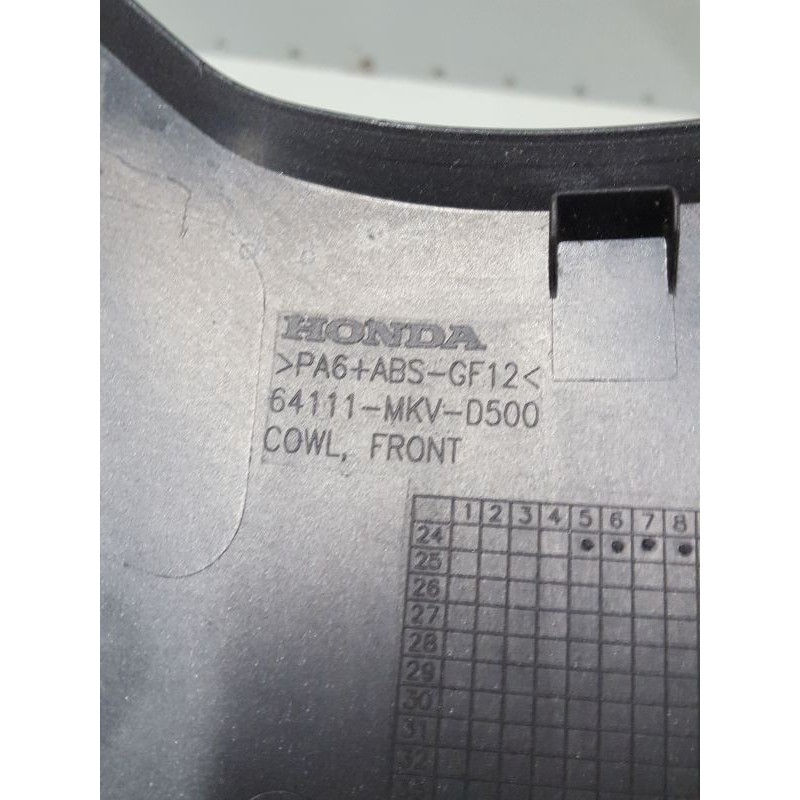 HONDA
>PA6+ABS-GF12<
64111-MKV-D500
COWL, FRONT
1 2 3 4 5 6 7 8
24
25
26
27
28
29
30
31
32